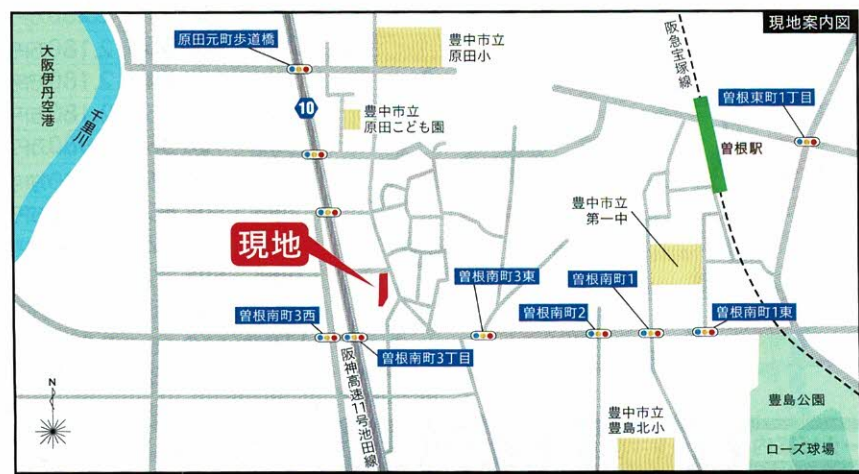 現地案内図
大阪伊丹空港
千里川
原田元町歩道橋
豊中市立
原田小
阪急宝塚線
曽根東町1丁目
10
豊中市立
原田こども園
曽根駅
豊中市立
第一中
現地
曽根南町3東
曽根南町2
曽根南町1
曽根南町1東
曽根南町3西
曽根南町3丁目
阪神高速11号池田線
N
豊中市立
豊島北小
豊島公園
ローズ球場